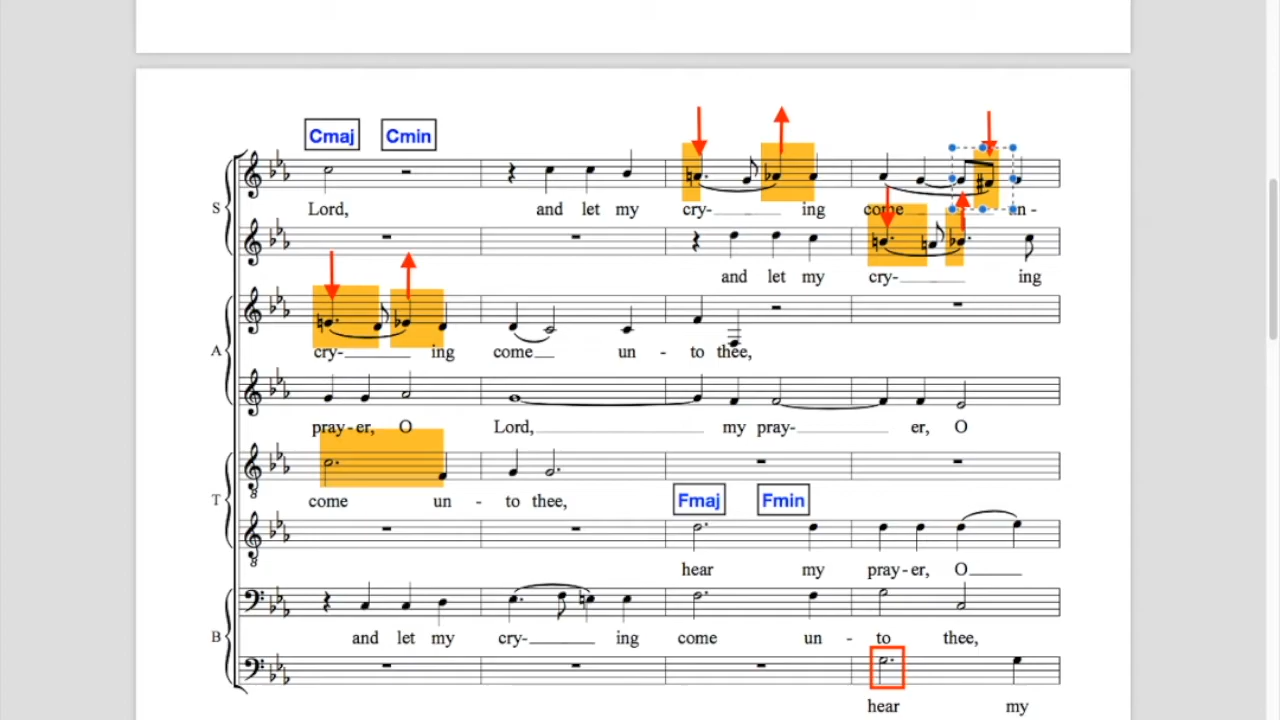 Cmaj Cmin
S
Lord, and let my cry- ing come un -
and let my cry- ing
A
cry- ing come un - to thee,
pray - er, O Lord, my pray- er, O
T
come un - to thee,
Fmaj Fmin
hear my pray - er, O
B
and let my cry- ing come un - to thee,
hear my